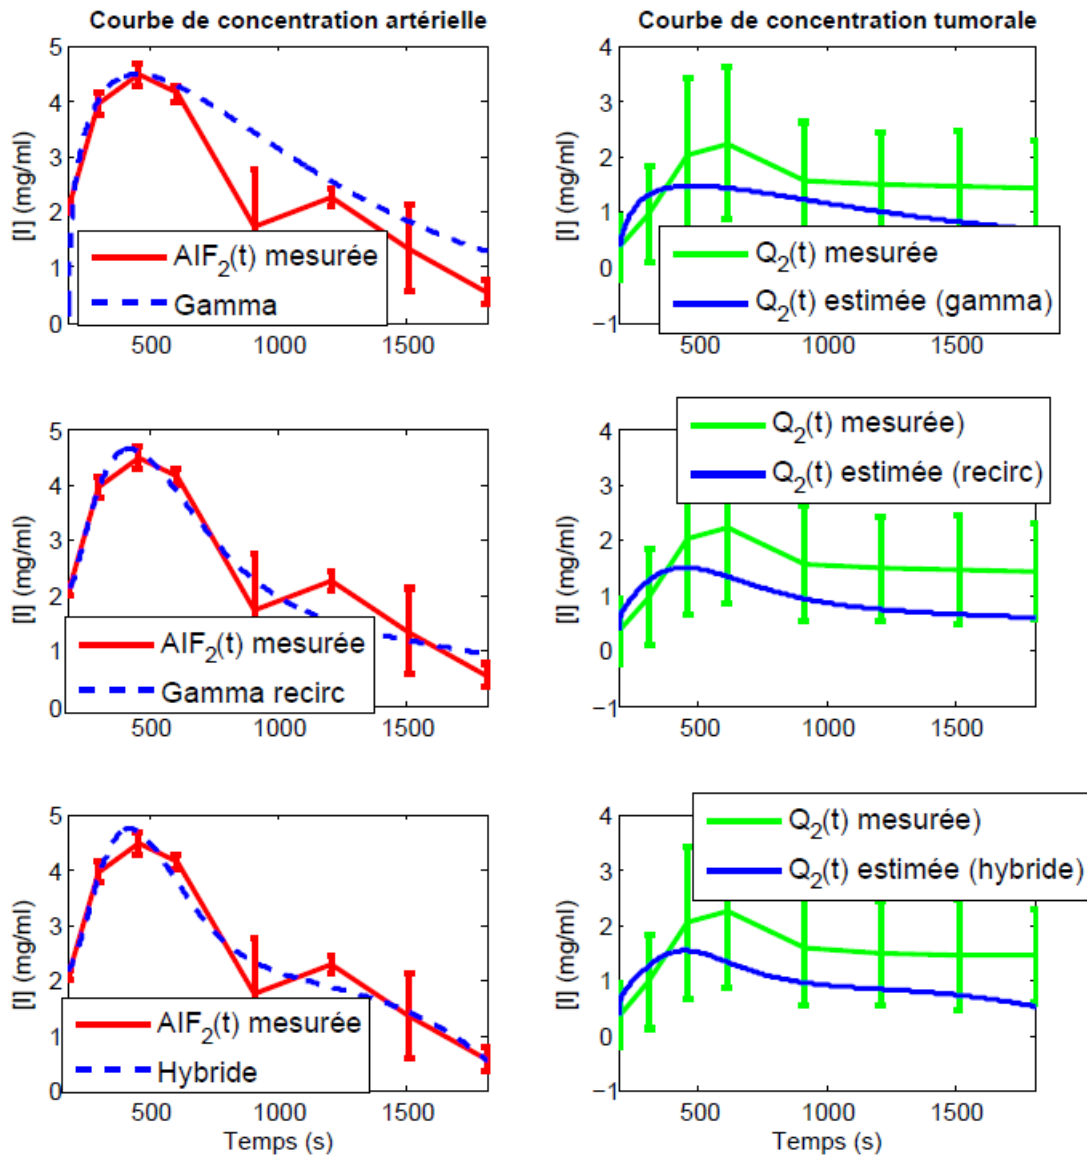 Courbe de concentration artérielle
Courbe de concentration tumorale
[I] (mg/ml)
5
4
3
2
1
0
500
1000
1500
AIF2(t) mesurée
Gamma
[I] (mg/ml)
4
3
2
1
0
−1
500
1000
1500
Q2(t) mesurée
Q2(t) estimée (gamma)
[I] (mg/ml)
5
4
3
2
1
0
500
1000
1500
AIF2(t) mesurée
Gamma recirc
[I] (mg/ml)
4
3
2
1
0
−1
500
1000
1500
Q2(t) mesurée)
Q2(t) estimée (recirc)
[I] (mg/ml)
5
4
3
2
1
0
500
1000
1500
Temps (s)
AIF2(t) mesurée
Hybride
[I] (mg/ml)
4
3
2
1
0
−1
500
1000
1500
Temps (s)
Q2(t) mesurée)
Q2(t) estimée (hybride)